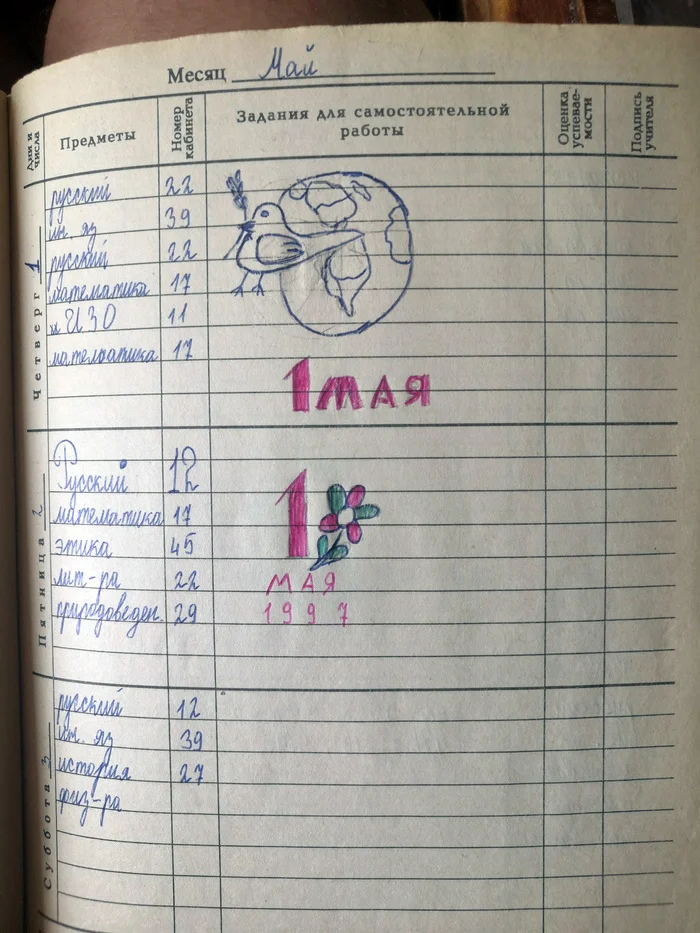 Месяц Май
Дни и числа Предметы Номер кабинета Задания для самостоятельной работы Оценка успевае-мости Подпись учителя
Четверг 1
русский 22
ин. яз 39
русский 22
математика 17
ИЗО 11
математика 17
1 МАЯ
Пятница 2
Русский 12
математика 17
этика 45
лит-ра 22
природоведен. 29
1
МАЯ
1997
Суббота 3
русский 12
ин. яз 39
история 27
физ-ра